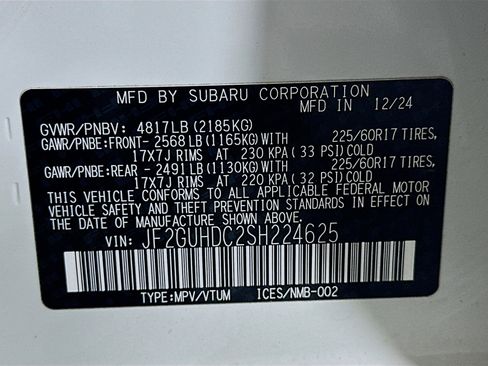 MFD BY SUBARU CORPORATION
MFD IN 12/24
GVWR/PNBV: 4817LB (2185KG)
GAWR/PNBE:FRONT- 2568LB (1165KG) WITH 225/60R17 TIRES,
17X7J RIMS AT 230 KPA (33 PSI) COLD
GAWR/PNBE:REAR - 2491LB (1130KG) WITH 225/60R17 TIRES,
17X7J RIMS AT 220 KPA (32 PSI) COLD
THIS VEHICLE CONFORMS TO ALL APPLICABLE FEDERAL MOTOR
VEHICLE SAFETY AND THEFT PREVENTION STANDARDS IN EFFECT ON
THE DATE OF MANUFACTURE SHOWN ABOVE.
VIN: JF2GUHDC2SH224625
TYPE:MPV/VTUM ICES/NMB-002